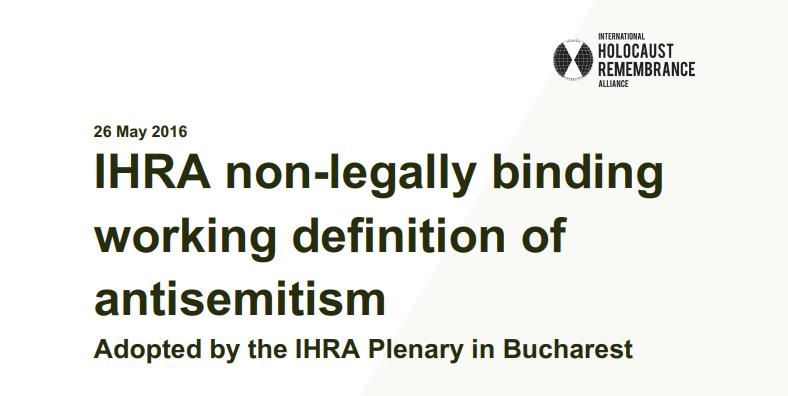 INTERNATIONAL
HOLOCAUST
REMEMBRANCE
ALLIANCE
26 May 2016
IHRA non-legally binding
working definition of
antisemitism
Adopted by the IHRA Plenary in Bucharest